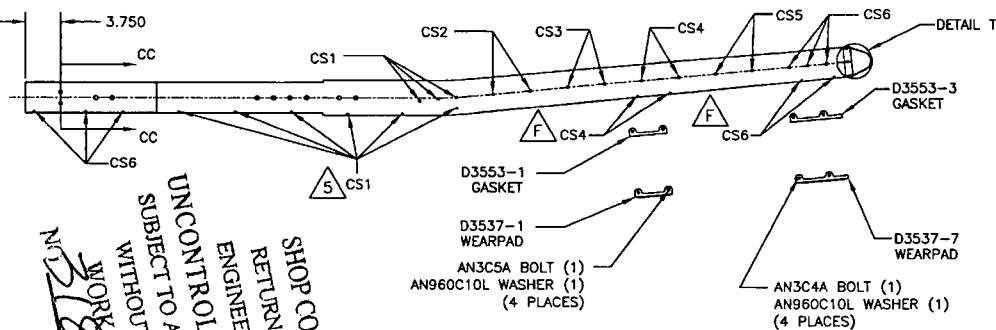 3.750
CC
CC
CS1
CS2
CS3
CS4
CS5
CS6
DETAIL T
D3553-3
GASKET
CS6
5
CS1
F
CS4
F
CS6
D3553-1
GASKET
D3537-1
WEARPAD
AN3C5A BOLT (1)
AN960C10L WASHER (1)
(4 PLACES)
D3537-7
WEARPAD
AN3C4A BOLT (1)
AN960C10L WASHER (1)
(4 PLACES)
SHOP CO
RETURN
ENGINEE
UNCONTROL
SUBJECT TO A
WITHOUT
WORK